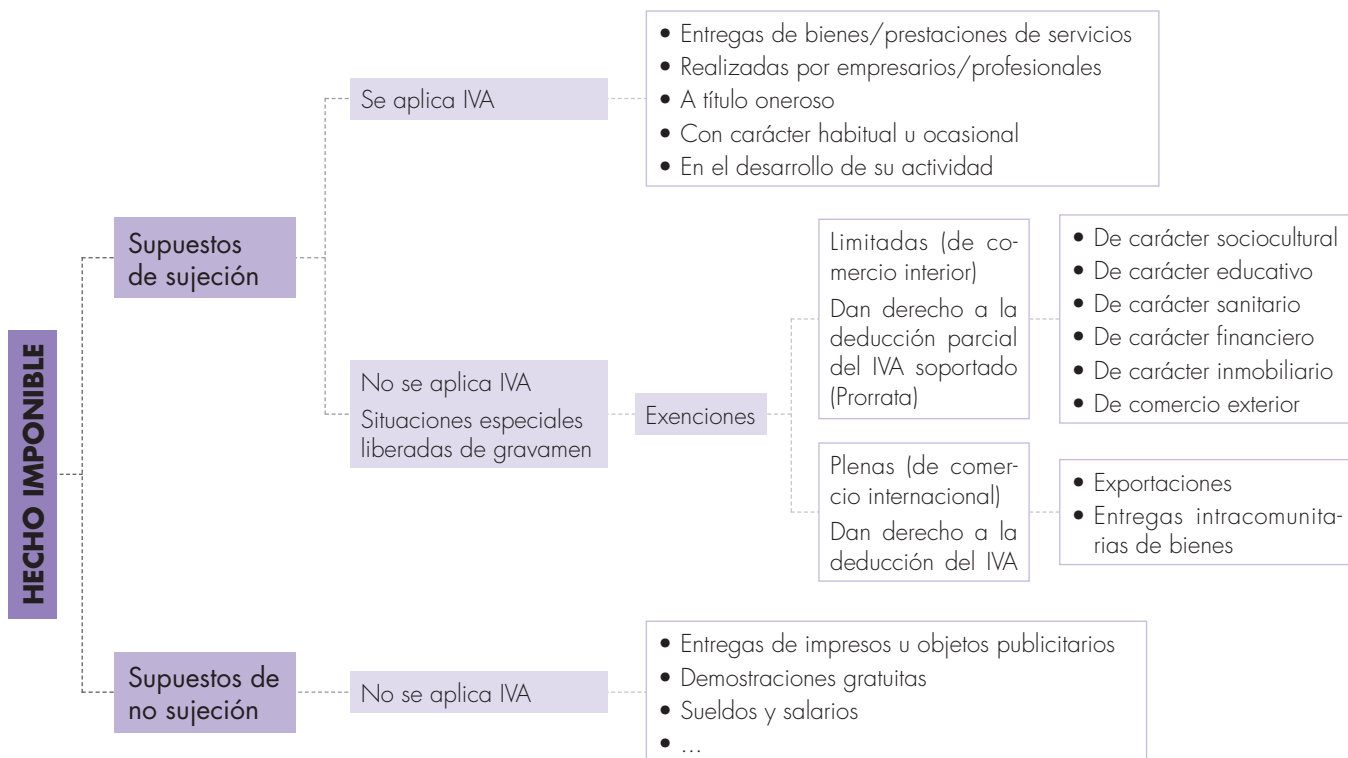 HECHO IMPONIBLE
Supuestos
de sujeción
Se aplica IVA
• Entregas de bienes/prestaciones de servicios
• Realizadas por empresarios/profesionales
• A título oneroso
• Con carácter habitual u ocasional
• En el desarrollo de su actividad
No se aplica IVA
Situaciones especiales
liberadas de gravamen
Exenciones
Limitadas (de co-
mercio interior)
Dan derecho a la
deducción parcial
del IVA soportado
(Prorrata)
• De carácter sociocultural
• De carácter educativo
• De carácter sanitario
• De carácter financiero
• De carácter inmobiliario
• De comercio exterior
Plenas (de comer-
cio internacional)
Dan derecho a la
deducción del IVA
• Exportaciones
• Entregas intracomunita-
rias de bienes
Supuestos de
no sujeción
No se aplica IVA
• Entregas de impresos u objetos publicitarios
• Demostraciones gratuitas
• Sueldos y salarios
• ...